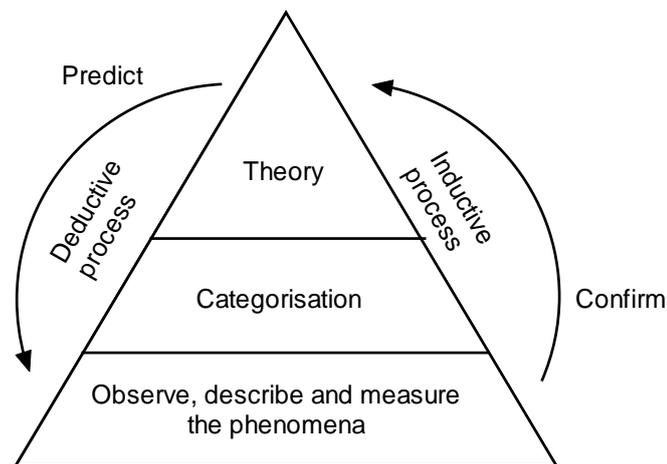 Predict
Theory
Deductive
process
Inductive
process
Categorisation
Confirm
Observe, describe and measure
the phenomena